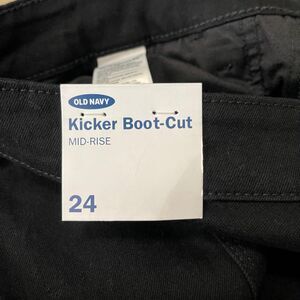 OLD NAVY
Kicker Boot-Cut
MID-RISE
24